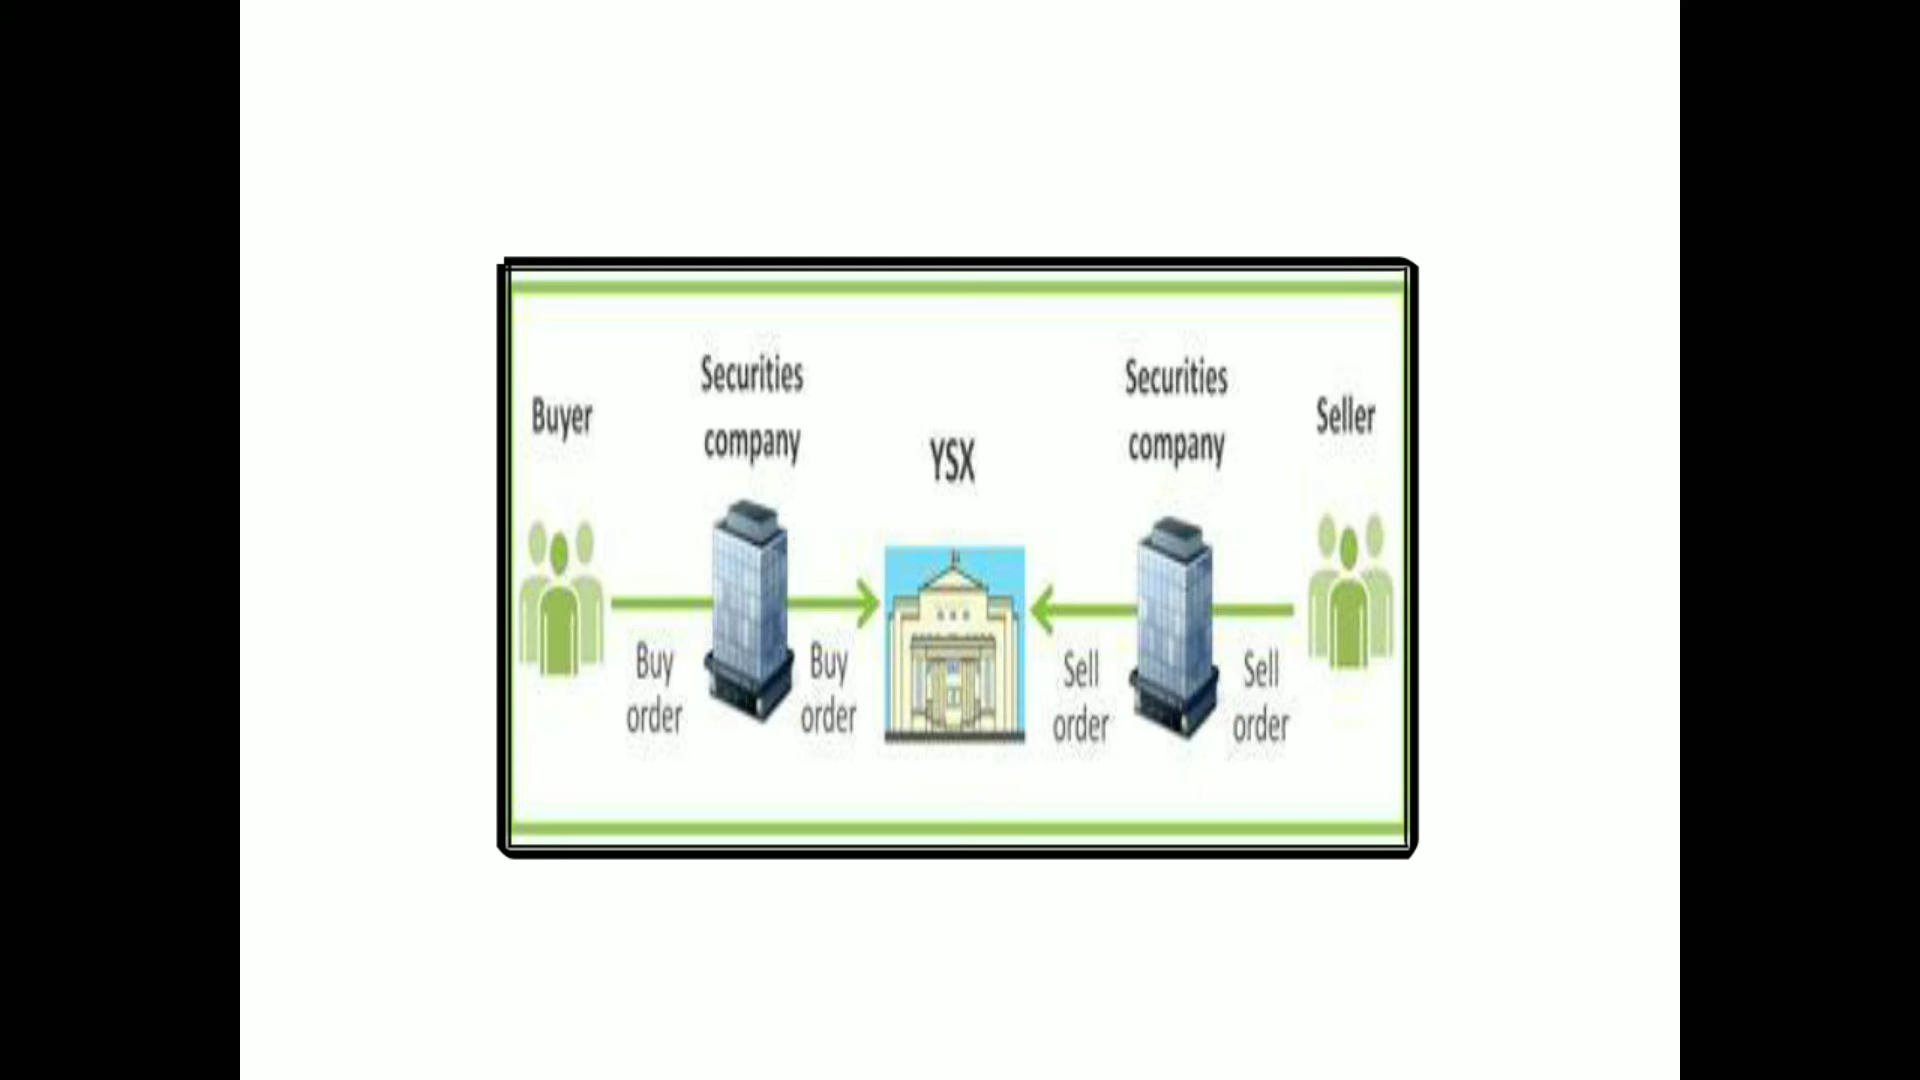 Buyer
Securities
company
YSX
Securities
company
Seller
Buy
order
Buy
order
Sell
order
Sell
order